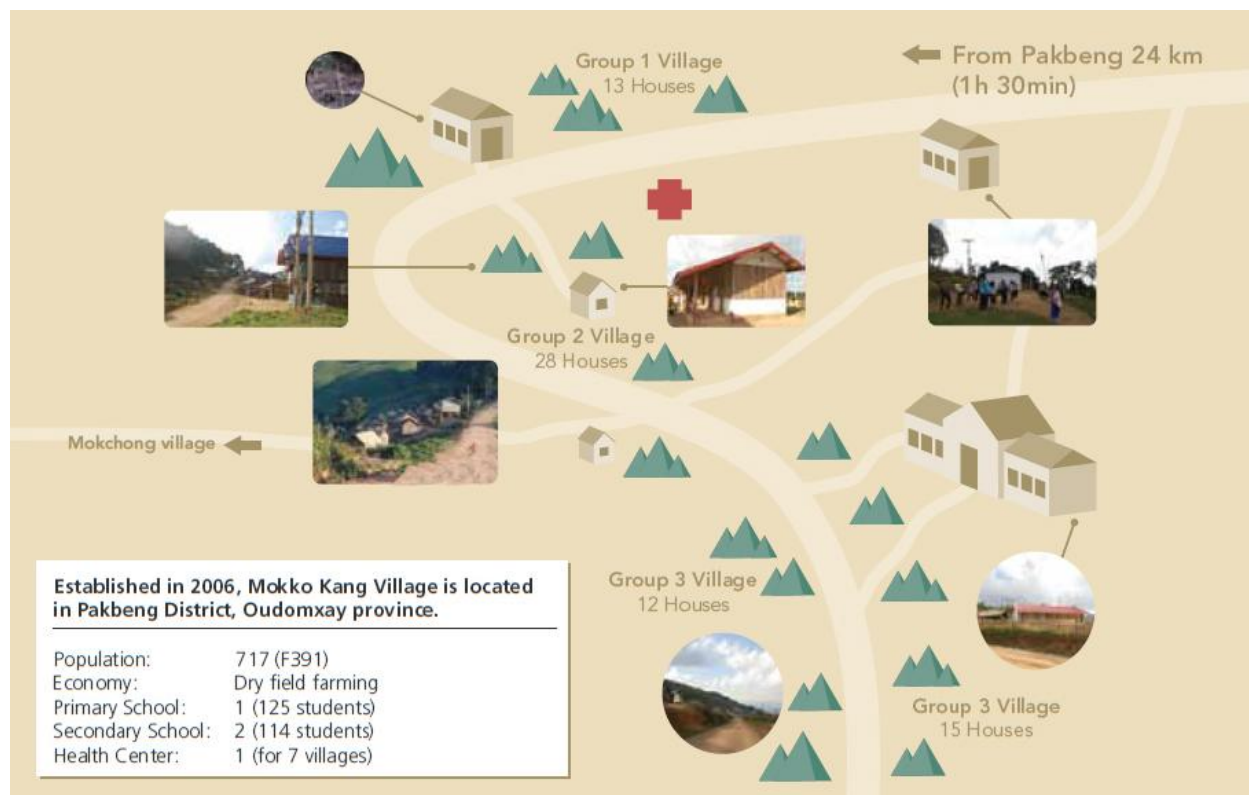 Group 1 Village
13 Houses
From Pakbeng 24 km
(1h 30min)
Group 2 Village
28 Houses
Mokchong village
Group 3 Village
12 Houses
Group 3 Village
15 Houses
Established in 2006, Mokko Kang Village is located
in Pakbeng District, Oudomxay province.
Population: 717 (F391)
Economy: Dry field farming
Primary School: 1 (125 students)
Secondary School: 2 (114 students)
Health Center: 1 (for 7 villages)